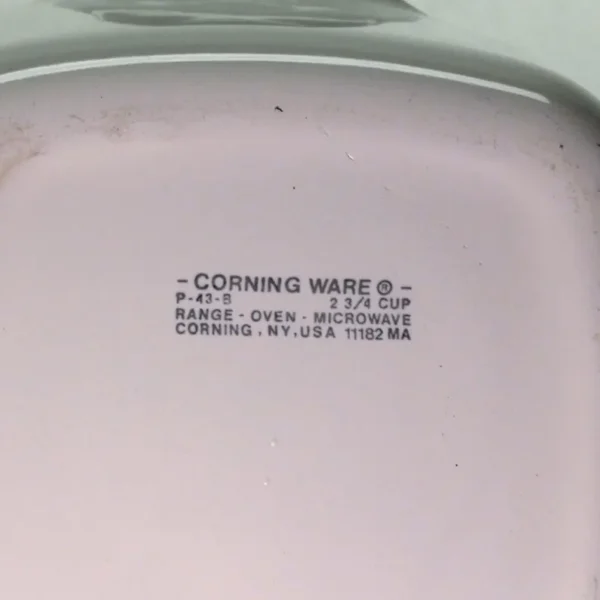 - CORNING WARE ® -
P-43-B 2 3/4 CUP
RANGE - OVEN - MICROWAVE
CORNING, NY, USA 11182 MA